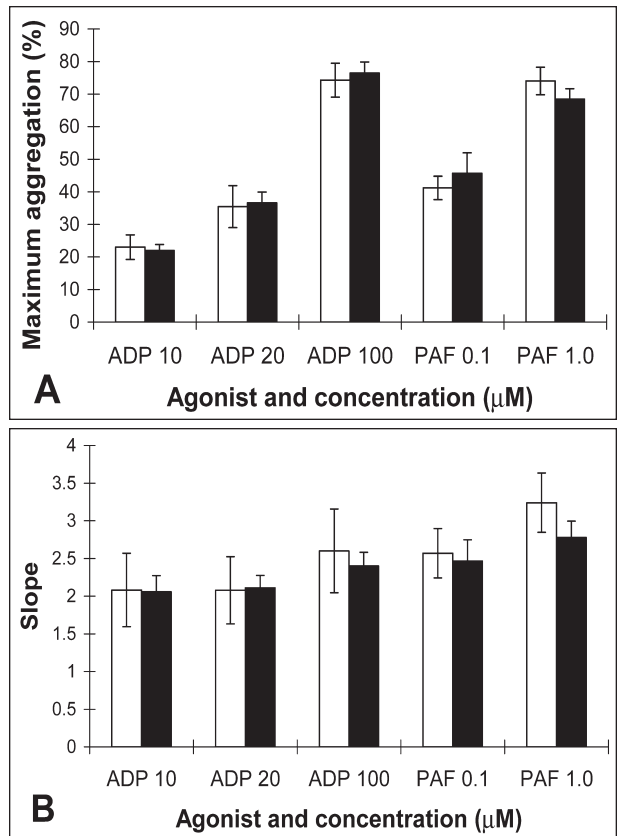 Maximum aggregation (%)
80
90
70
60
50
40
30
20
10
0
ADP 10
ADP 20
ADP 100
PAF 0.1
PAF 1.0
A
Agonist and concentration (μM)
Slope
4
3.5
3
2.5
2
1.5
1
0.5
0
ADP 10
ADP 20
ADP 100
PAF 0.1
PAF 1.0
B
Agonist and concentration (μM)